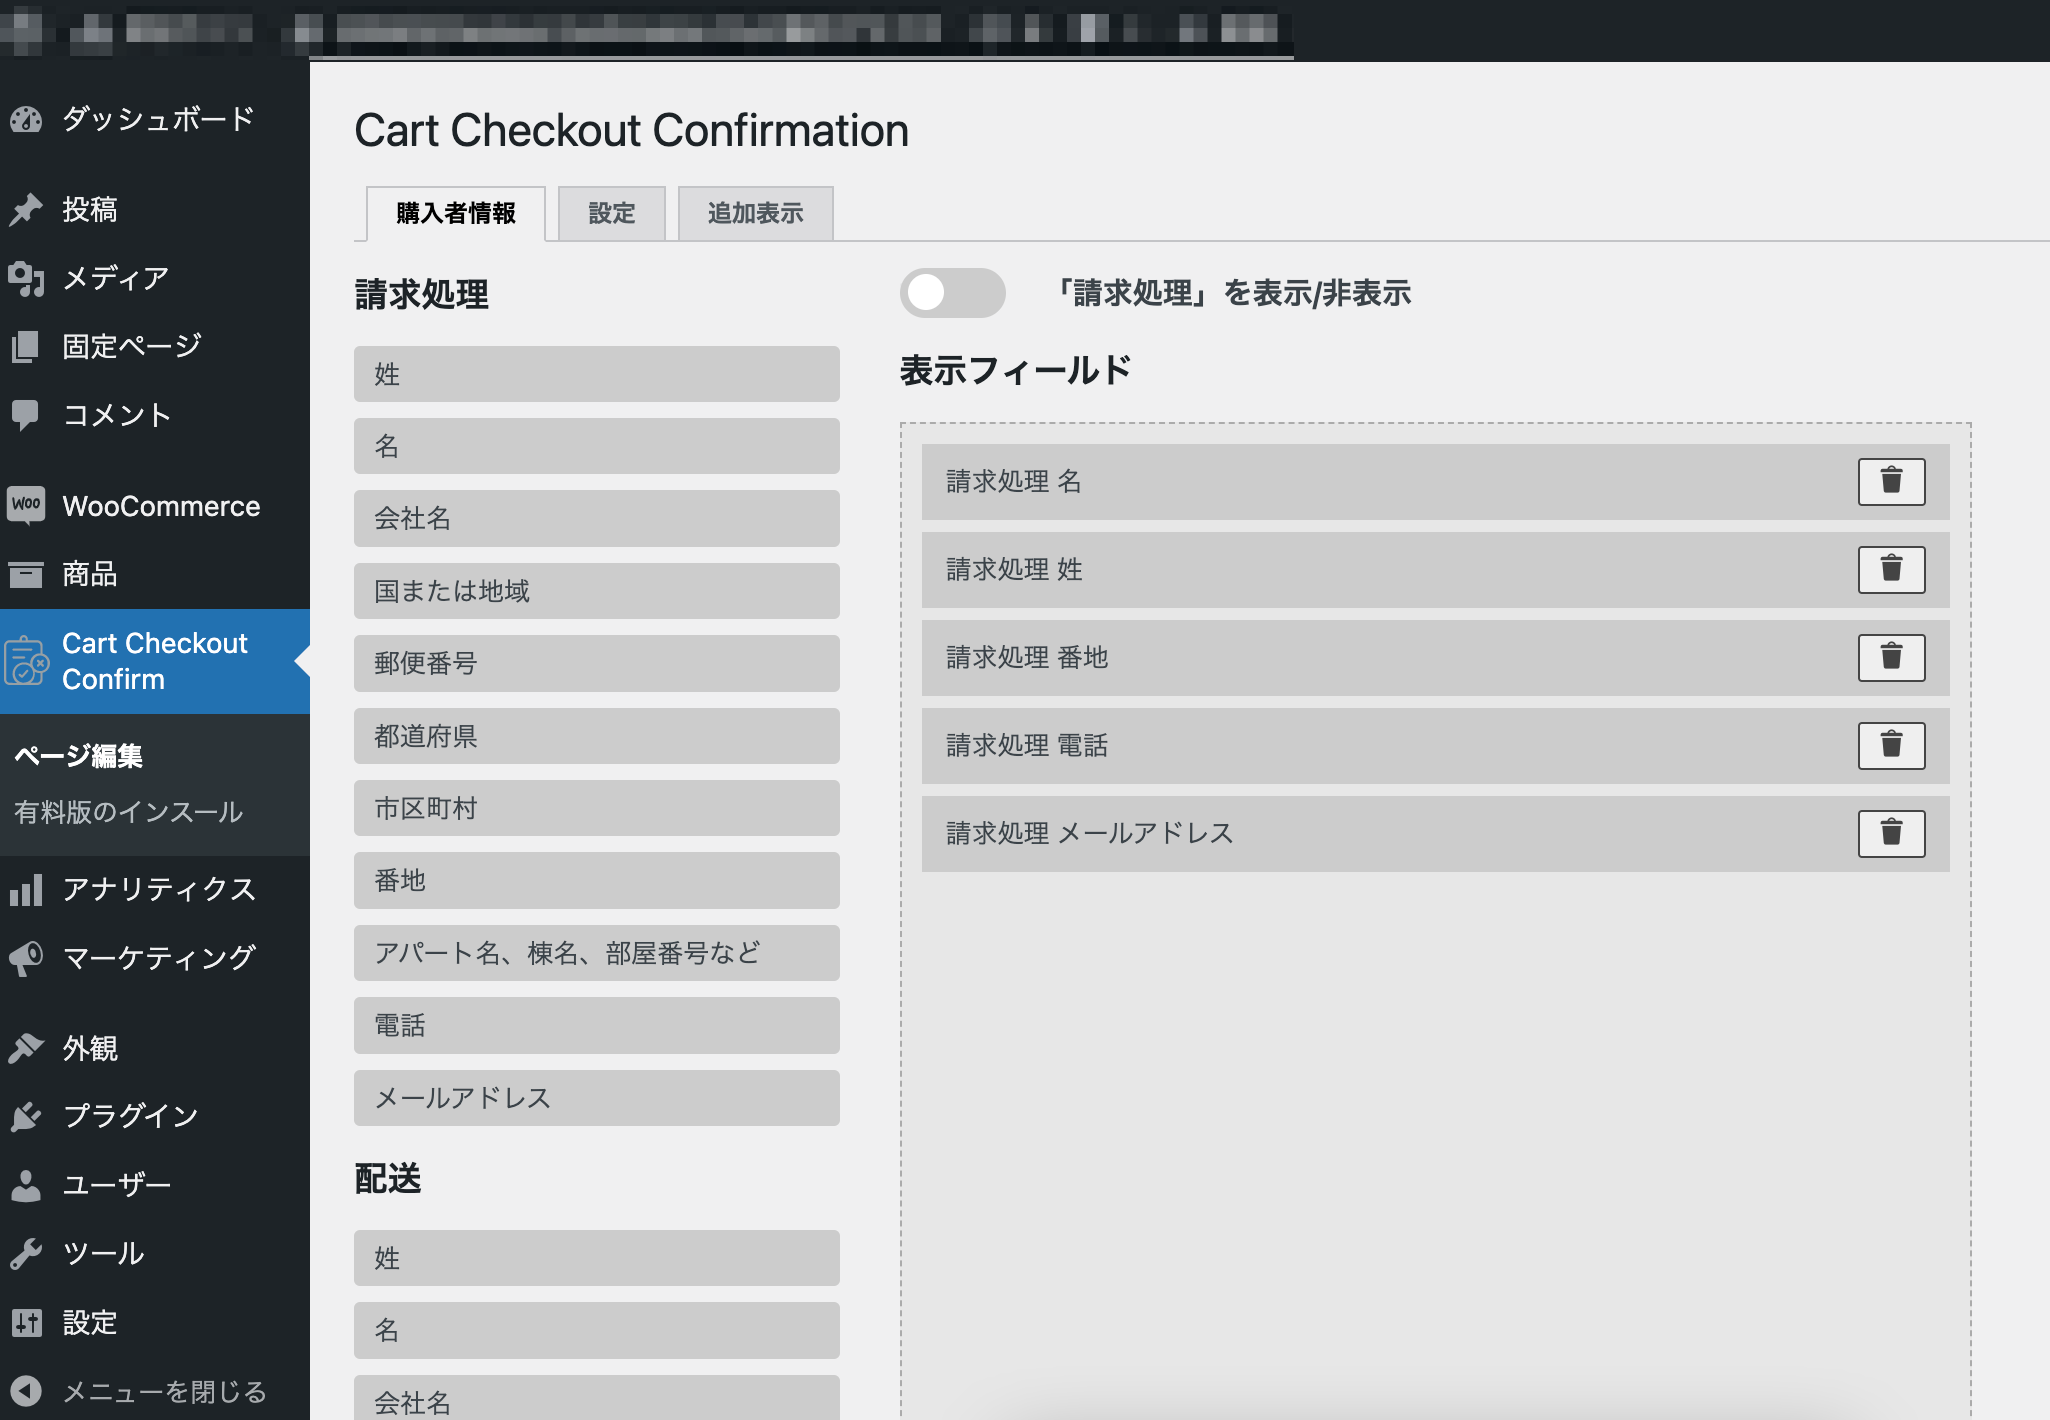 ダッシュボード
投稿
メディア
固定ページ
コメント
Woo
WooCommerce
商品
Cart Checkout
Confirm
ページ編集
有料版のインスール
アナリティクス
マーケティング
外観
プラグイン
ユーザー
ツール
設定
メニューを閉じる
Cart Checkout Confirmation
購入者情報
設定
追加表示
請求処理
姓
名
会社名
国または地域
郵便番号
都道府県
市区町村
番地
アパート名、棟名、部屋番号など
電話
メールアドレス
配送
姓
名
会社名
「請求処理」を表示/非表示
表示フィールド
請求処理 名
請求処理 姓
請求処理 番地
請求処理 電話
請求処理 メールアドレス